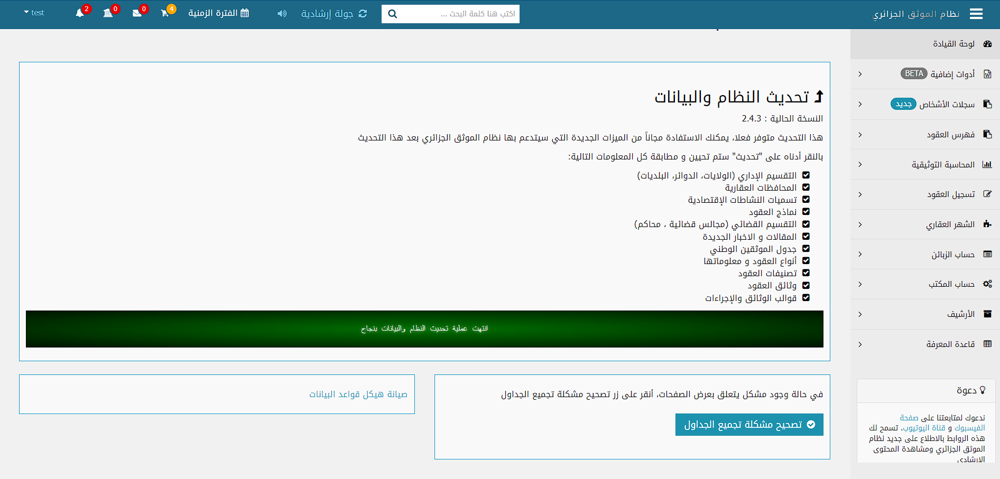 نظام الموثق الجزائري
اكتب هنا كلمة البحث ...
جولة إرشادية
الفترة الزمنية
4
0
0
2
test
لوحة القيادة
أدوات إضافية BETA
سجلات الأشخاص جديد
فهرس العقود
المحاسبة التوثيقية
تسجيل العقود
الشهر العقاري
حساب الزبائن
حساب المكتب
الأرشيف
قاعدة المعرفة
دعوة
ندعوك لمتابعتنا على صفحة
الفيسبوك و قناة اليوتيوب. تسمح لك
هذه الروابط بالاطلاع على جديد نظام
الموثق الجزائري ومشاهدة المحتوى
الإرشادي
تحديث النظام والبيانات
النسخة الحالية : 2.4.3
هذا التحديث متوفر فعلا، يمكنك الاستفادة مجاناً من الميزات الجديدة التي سيتدعم بها نظام الموثق الجزائري بعد هذا التحديث
بالنقر أدناه على "تحديث" ستم تحيين و مطابقة كل المعلومات التالية:
التقسيم الإداري (الولايات، الدوائر، البلديات)
المحافظات العقارية
تسميات النشاطات الإقتصادية
نماذج العقود
التقسيم القضائي (مجالس قضائية ، محاكم)
المقالات و الاخبار الجديدة
جدول الموثقين الوطني
أنواع العقود و معلوماتها
تصنيفات العقود
وثائق العقود
قوالب الوثائق والإجراءات
انتهت عملية تحديث النظام والبيانات بنجاح
في حالة وجود مشكل يتعلق بعرض الصفحات، أنقر على زر تصحيح مشكلة تجميع الجداول
تصحيح مشكلة تجميع الجداول
صيانة هيكل قواعد البيانات